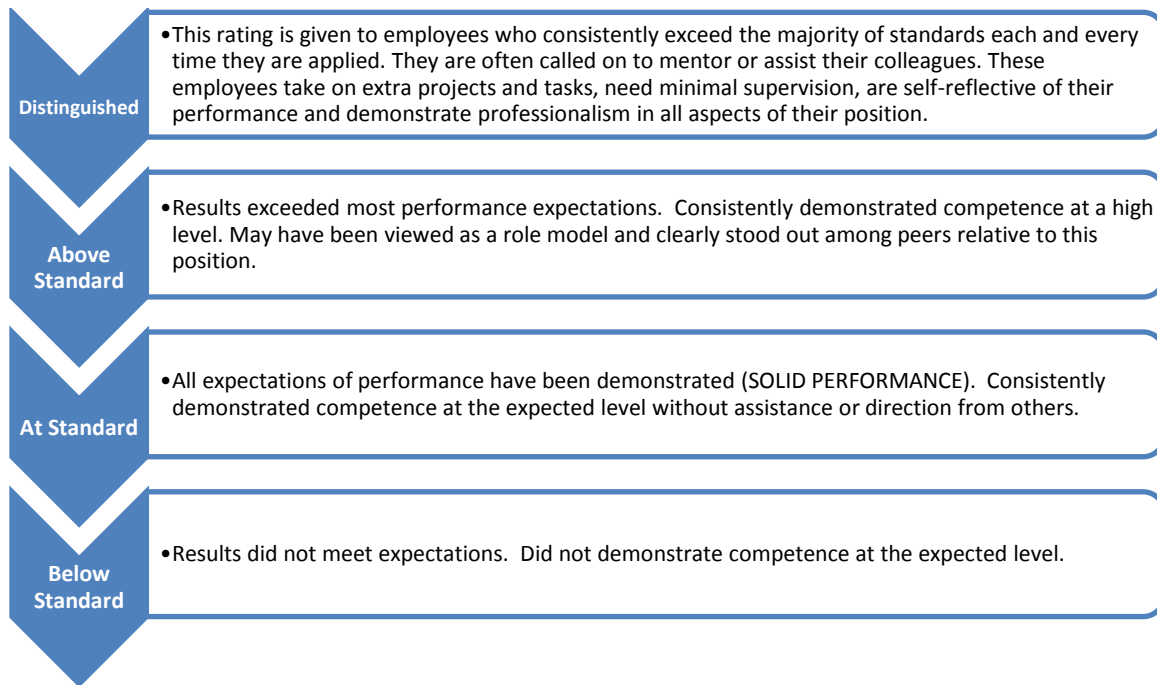 Distinguished
•This rating is given to employees who consistently exceed the majority of standards each and every
time they are applied. They are often called on to mentor or assist their colleagues. These
employees take on extra projects and tasks, need minimal supervision, are self-reflective of their
performance and demonstrate professionalism in all aspects of their position.
Above
Standard
•Results exceeded most performance expectations.  Consistently demonstrated competence at a high
level. May have been viewed as a role model and clearly stood out among peers relative to this
position.
At Standard
•All expectations of performance have been demonstrated (SOLID PERFORMANCE).  Consistently
demonstrated competence at the expected level without assistance or direction from others.
Below
Standard
•Results did not meet expectations.  Did not demonstrate competence at the expected level.